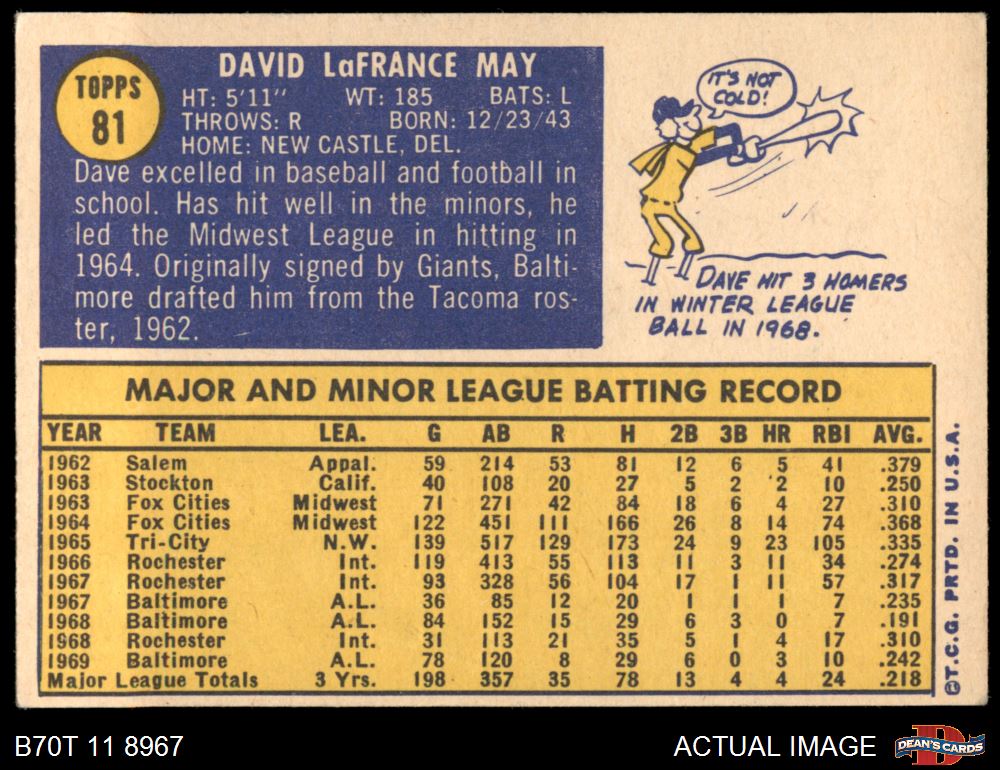 TOPPS
81
DAVID LaFRANCE MAY
HT: 5'11" WT: 185 BATS: L
THROWS: R BORN: 12/23/43
HOME: NEW CASTLE, DEL.
Dave excelled in baseball and football in
school. Has hit well in the minors, he
led the Midwest League in hitting in
1964. Originally signed by Giants, Balti-
more drafted him from the Tacoma ros-
ter, 1962.
IT'S NOT
COLD!
DAVE HIT 3 HOMERS
IN WINTER LEAGUE
BALL IN 1968.
MAJOR AND MINOR LEAGUE BATTING RECORD
YEAR TEAM LEA. G AB R H 2B 3B HR RBI AVG.
1962 Salem Appal. 59 214 53 81 12 6 5 41 .379
1963 Stockton Calif. 40 108 20 27 5 2 2 10 .250
1963 Fox Cities Midwest 71 271 42 84 18 6 4 27 .310
1964 Fox Cities Midwest 122 451 111 166 26 8 14 74 .368
1965 Tri-City N.W. 139 517 129 173 24 9 23 105 .335
1966 Rochester Int. 119 413 55 113 11 3 11 34 .274
1967 Rochester Int. 93 328 56 104 17 1 11 57 .317
1967 Baltimore A.L. 36 85 12 20 1 1 1 7 .235
1968 Baltimore A.L. 84 152 15 29 6 3 0 7 .191
1968 Rochester Int. 31 113 21 35 5 1 4 17 .310
1969 Baltimore A.L. 78 120 8 29 6 0 3 10 .242
Major League Totals 3 Yrs. 198 357 35 78 13 4 4 24 .218
©T.C.G. PRTD. IN U.S.A.
B70T 11 8967
ACTUAL IMAGE
D
DEAN'S CARDS